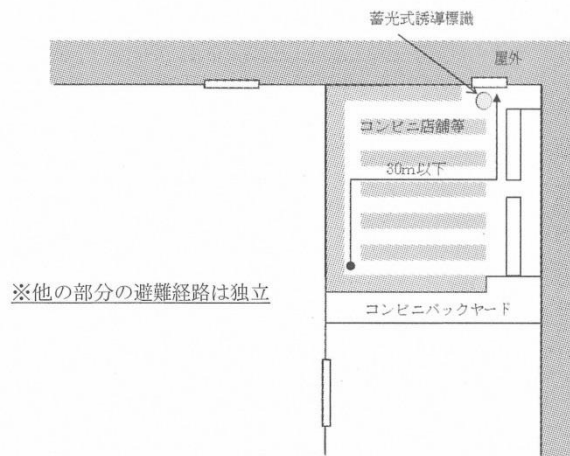 蓄光式誘導標識
屋外
コンビニ店舗等
30m以下
※他の部分の避難経路は独立
コンビニバックヤード